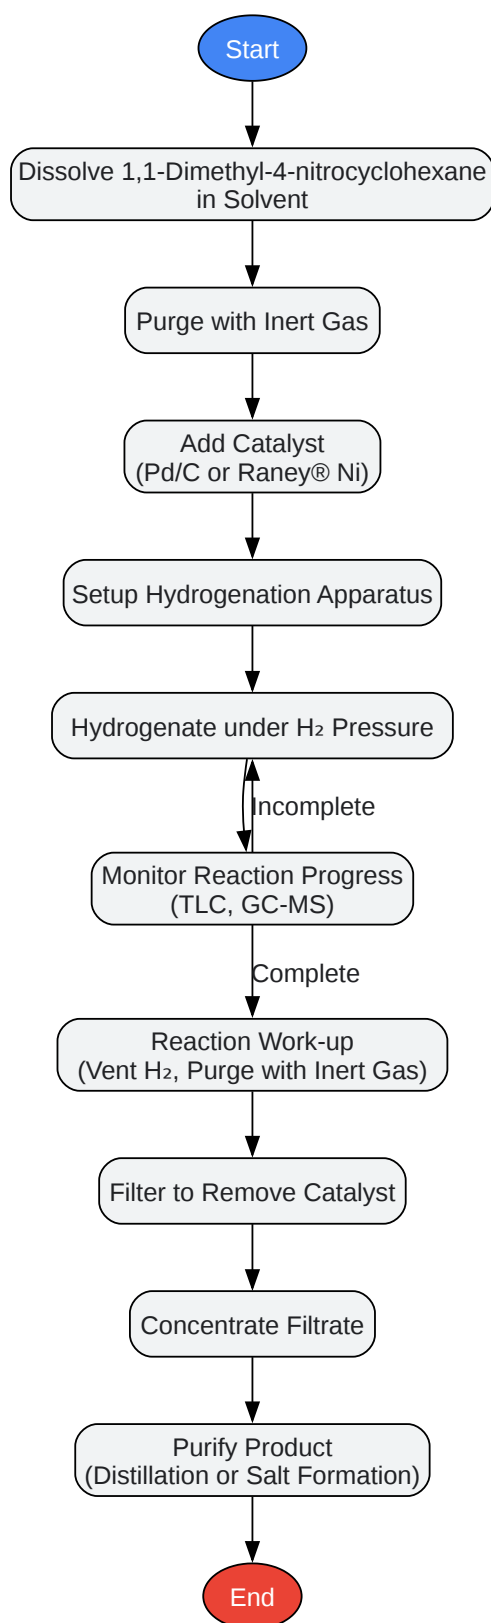 Start
Dissolve 1,1-Dimethyl-4-nitrocyclohexane
in Solvent
Purge with Inert Gas
Add Catalyst
(Pd/C or Raney® Ni)
Setup Hydrogenation Apparatus
Hydrogenate under H₂ Pressure
Incomplete
Monitor Reaction Progress
(TLC, GC-MS)
Complete
Reaction Work-up
(Vent H₂, Purge with Inert Gas)
Filter to Remove Catalyst
Concentrate Filtrate
Purify Product
(Distillation or Salt Formation)
End